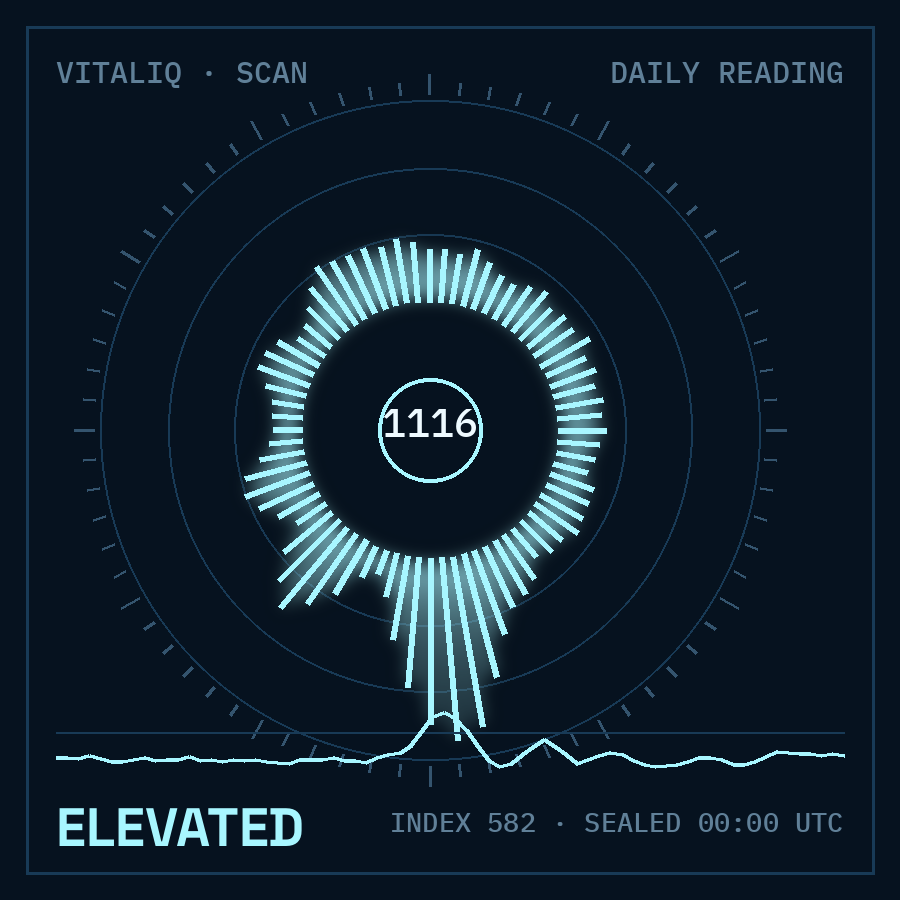 VITALIQ · SCAN
DAILY READING
1116
ELEVATED
INDEX 582 · SEALED 00:00 UTC